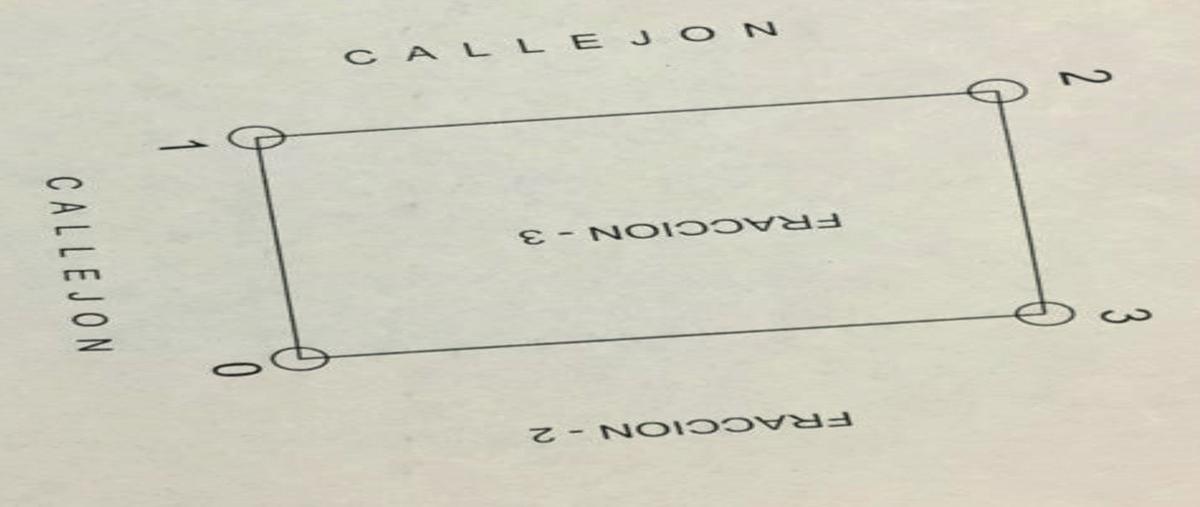 CALLEJON
2
1
CALLEJON
FRACCION - 3
3
0
FRACCION - 2